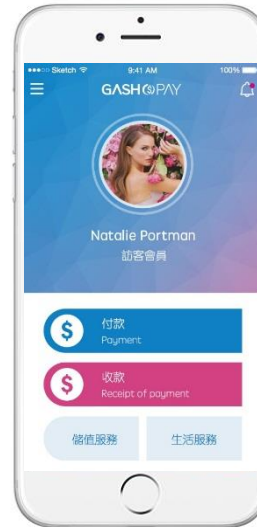 Sketch 9:41 AM 100%
GASH PAY
Natalie Portman
訪客會員
付款
Payment
收款
Receipt of payment
儲值服務 生活服務